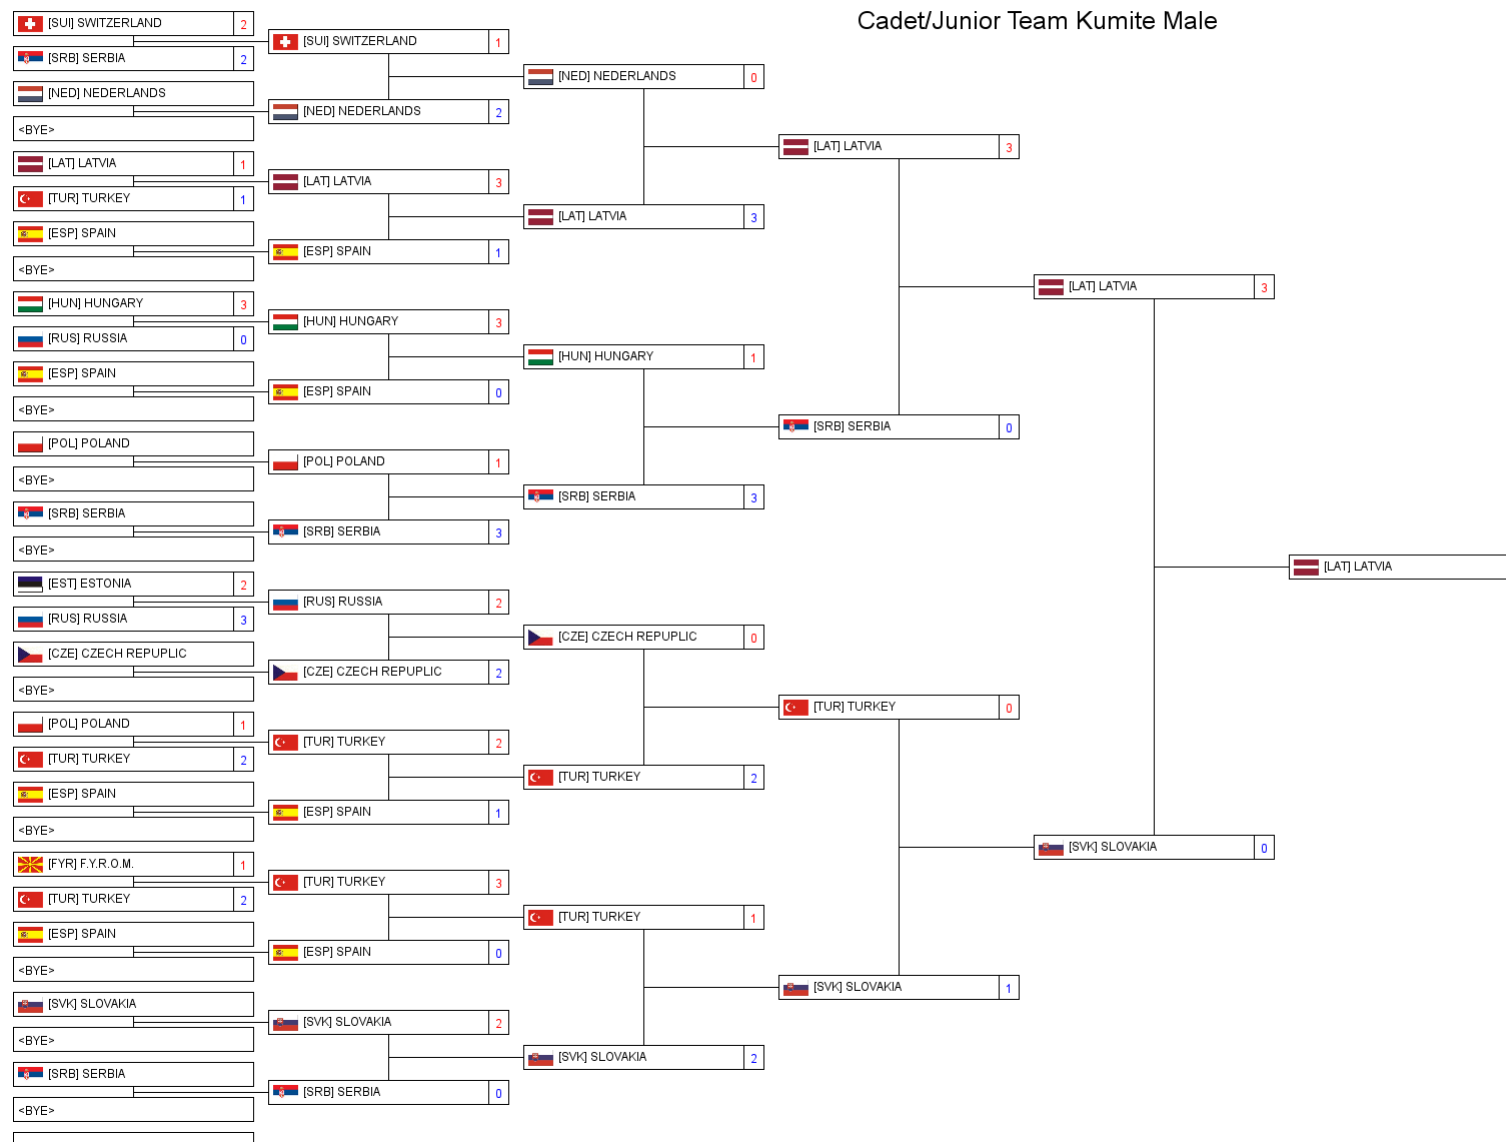 Cadet/Junior Team Kumite Male
[SUI] SWITZERLAND 2
[SRB] SERBIA 2
[NED] NEDERLANDS
<BYE>
[LAT] LATVIA 1
[TUR] TURKEY 1
[ESP] SPAIN
<BYE>
[HUN] HUNGARY 3
[RUS] RUSSIA 0
[ESP] SPAIN
<BYE>
[POL] POLAND
<BYE>
[SRB] SERBIA
<BYE>
[EST] ESTONIA 2
[RUS] RUSSIA 3
[CZE] CZECH REPUPLIC
<BYE>
[POL] POLAND 1
[TUR] TURKEY 2
[ESP] SPAIN
<BYE>
[FYR] F.Y.R.O.M. 1
[TUR] TURKEY 2
[ESP] SPAIN
<BYE>
[SVK] SLOVAKIA
<BYE>
[SRB] SERBIA
<BYE>
[SUI] SWITZERLAND 1
[NED] NEDERLANDS 2
[LAT] LATVIA 3
[ESP] SPAIN 1
[HUN] HUNGARY 3
[ESP] SPAIN 0
[POL] POLAND 1
[SRB] SERBIA 3
[RUS] RUSSIA 2
[CZE] CZECH REPUPLIC 2
[TUR] TURKEY 2
[ESP] SPAIN 1
[TUR] TURKEY 3
[ESP] SPAIN 0
[SVK] SLOVAKIA 2
[SRB] SERBIA 0
[NED] NEDERLANDS 0
[LAT] LATVIA 3
[HUN] HUNGARY 1
[SRB] SERBIA 3
[CZE] CZECH REPUPLIC 0
[TUR] TURKEY 2
[TUR] TURKEY 1
[SVK] SLOVAKIA 2
[LAT] LATVIA 3
[SRB] SERBIA 0
[TUR] TURKEY 0
[SVK] SLOVAKIA 1
[LAT] LATVIA 3
[SVK] SLOVAKIA 0
[LAT] LATVIA